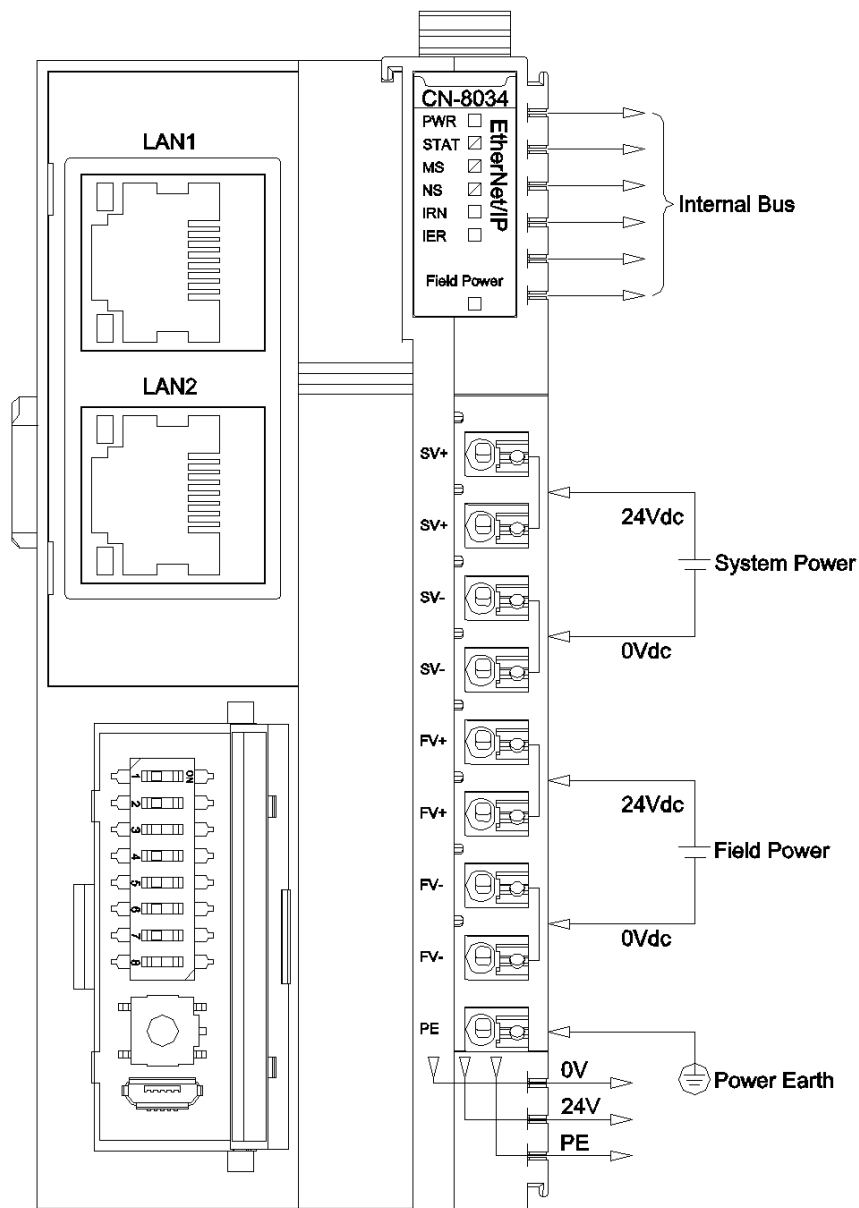 CN-8034
PWR
STAT
MS
NS
IRN
IER
EtherNet/IP
Field Power
Internal Bus
LAN1
LAN2
SV+
SV+
24Vdc
System Power
SV-
0Vdc
SV-
FV+
24Vdc
FV+
Field Power
FV-
0Vdc
FV-
ON
1
2
3
4
5
6
7
8
PE
Power Earth
0V
24V
PE